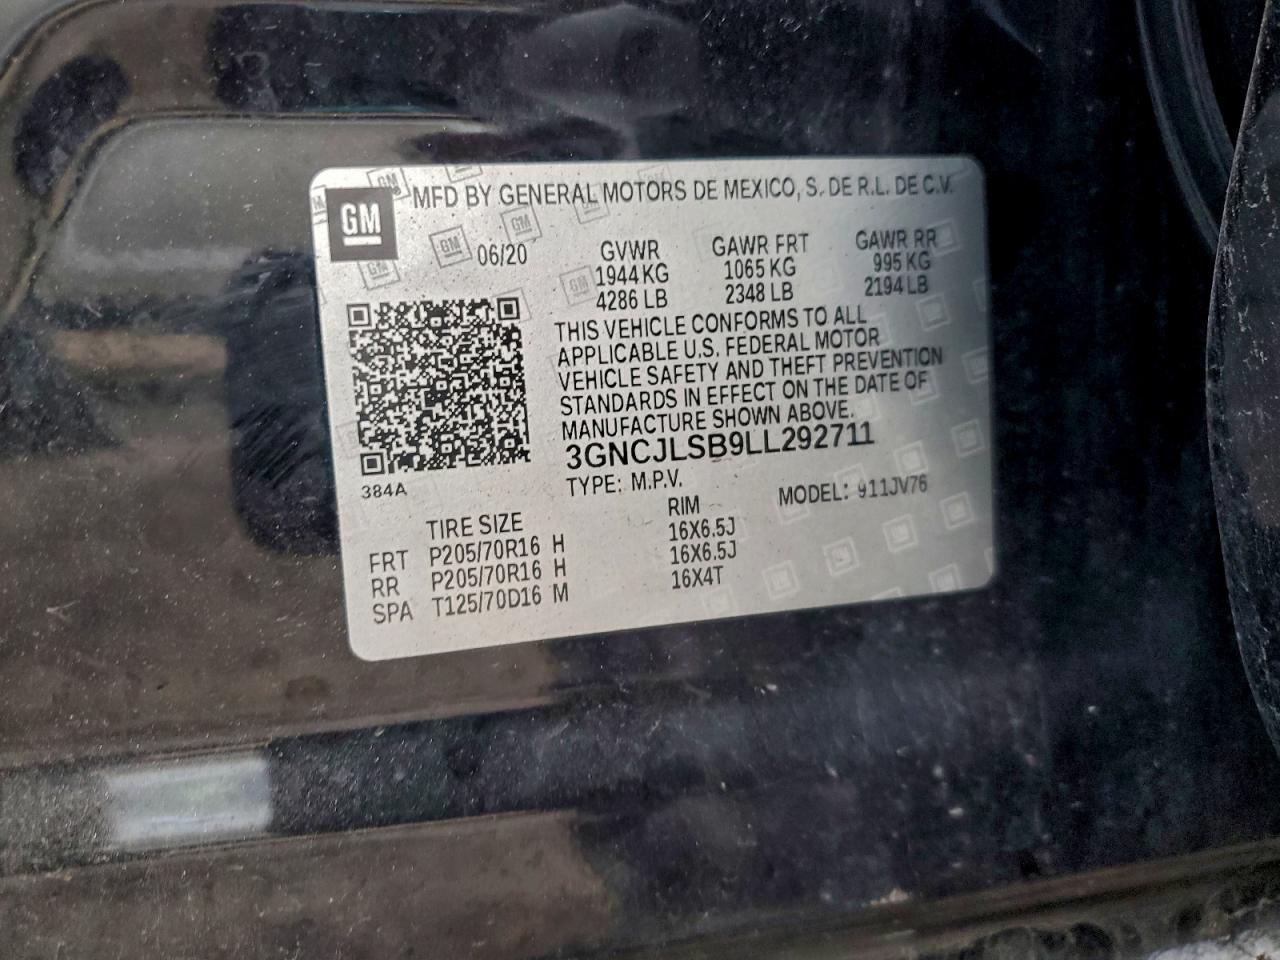 GM MFD BY GENERAL MOTORS DE MEXICO, S. DE R.L. DE C.V.
06/20 GVWR GAWR FRT GAWR RR
1944 KG 1065 KG 995 KG
4286 LB 2348 LB 2194 LB
THIS VEHICLE CONFORMS TO ALL
APPLICABLE U.S. FEDERAL MOTOR
VEHICLE SAFETY AND THEFT PREVENTION
STANDARDS IN EFFECT ON THE DATE OF
MANUFACTURE SHOWN ABOVE.
3GNCJLSB9LL292711
384A
TYPE: M.P.V. MODEL: 911JV76
TIRE SIZE RIM
FRT P205/70R16 H 16X6.5J
RR P205/70R16 H 16X6.5J
SPA T125/70D16 M 16X4T